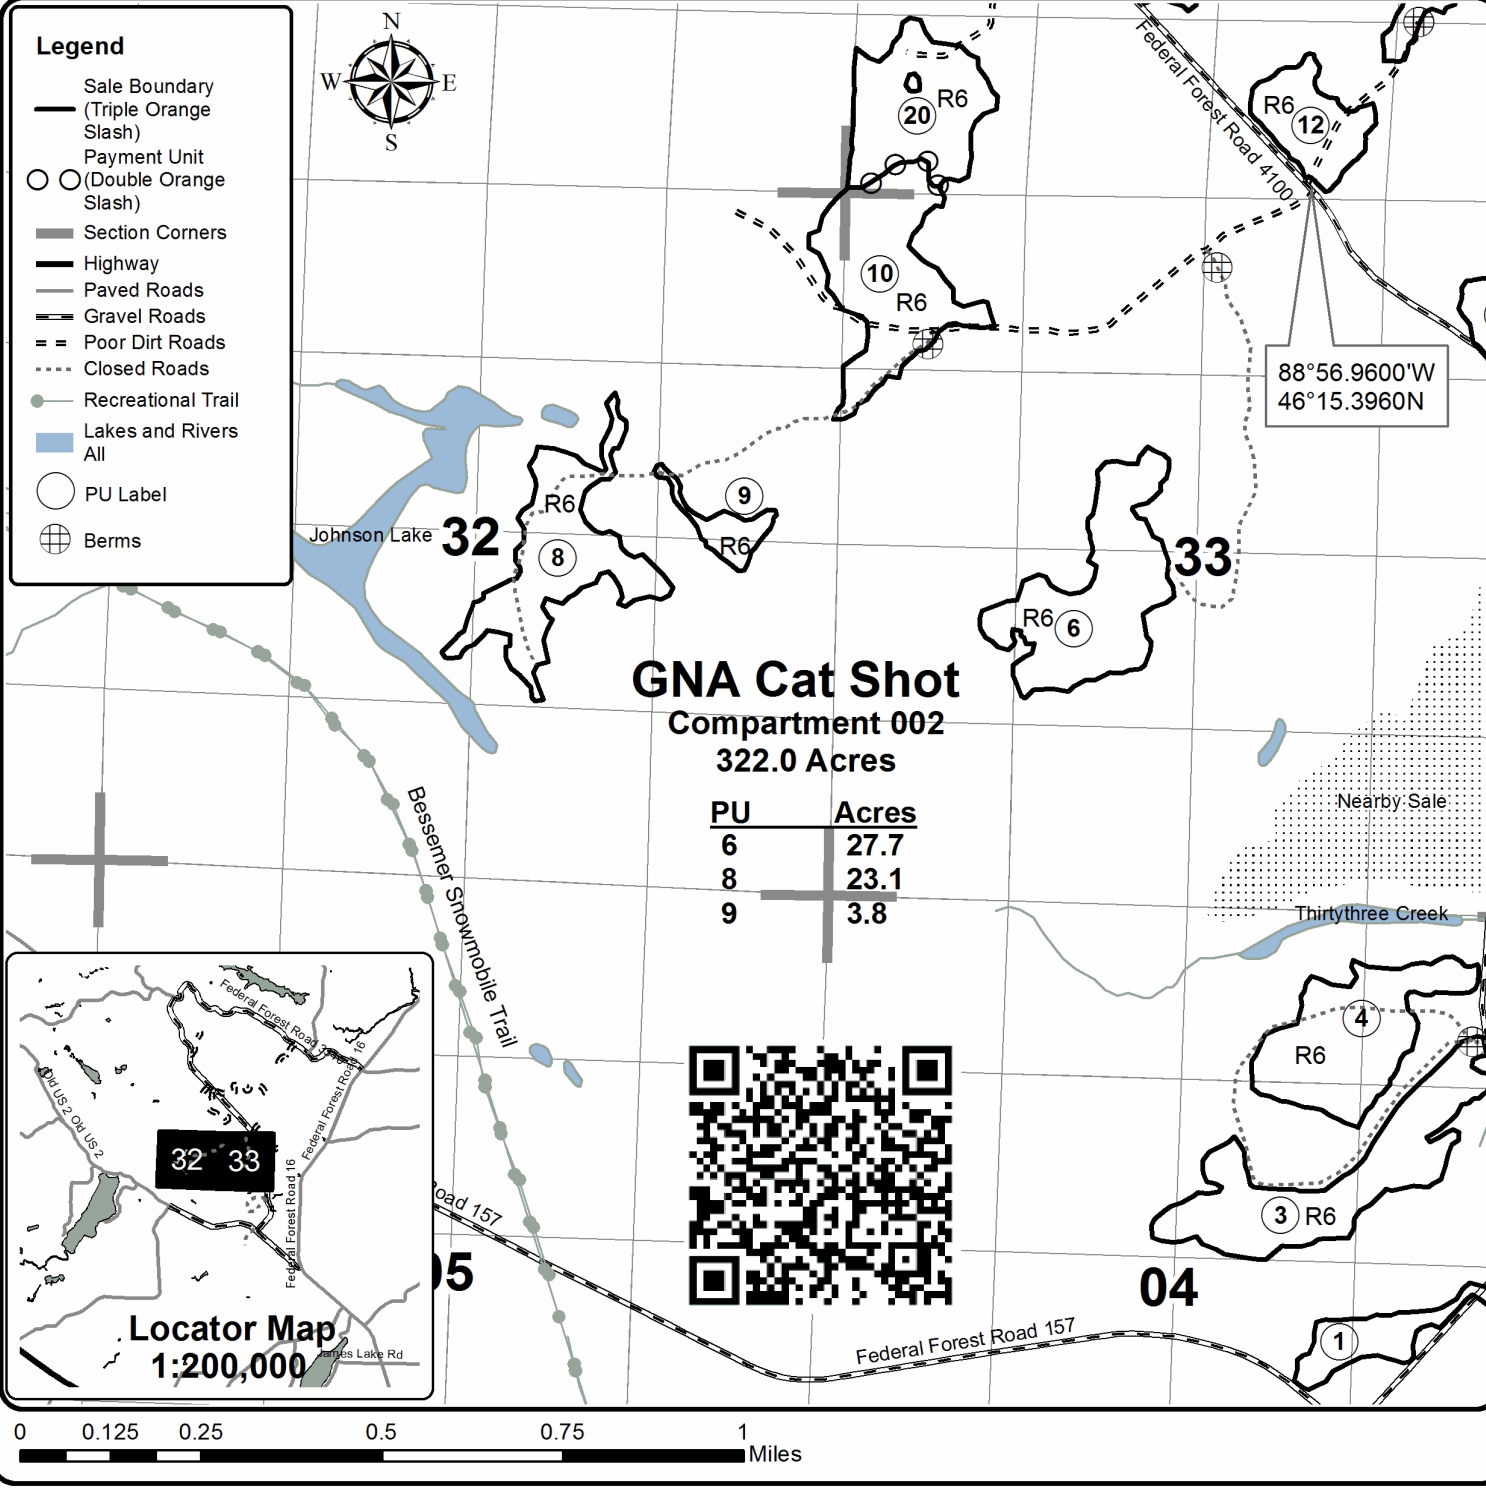 Legend
Sale Boundary
(Triple Orange
Slash)
Payment Unit
(Double Orange
Slash)
Section Corners
Highway
Paved Roads
Gravel Roads
Poor Dirt Roads
Closed Roads
Recreational Trail
Lakes and Rivers
All
PU Label
Berms
N
W E
S
20
R6
10
R6
Federal Forest Road 4100
R6
12
88°56.9600'W
46°15.3960N
Johnson Lake
32
R6
8
9
R6
33
R6
6
GNA Cat Shot
Compartment 002
322.0 Acres
PU Acres
6 27.7
8 23.1
9 3.8
Nearby Sale
Thirtythree Creek
Bessemer Snowmobile Trail
4
R6
3 R6
04
1
Federal Forest Road 157
oad 157
05
Federal Forest Road
16
Federal Forest Road
Federal Forest Road 16
Old US 2 Old US 2
32 33
Locator Map
1:200,000
James Lake Rd
0 0.125 0.25 0.5 0.75 1
Miles